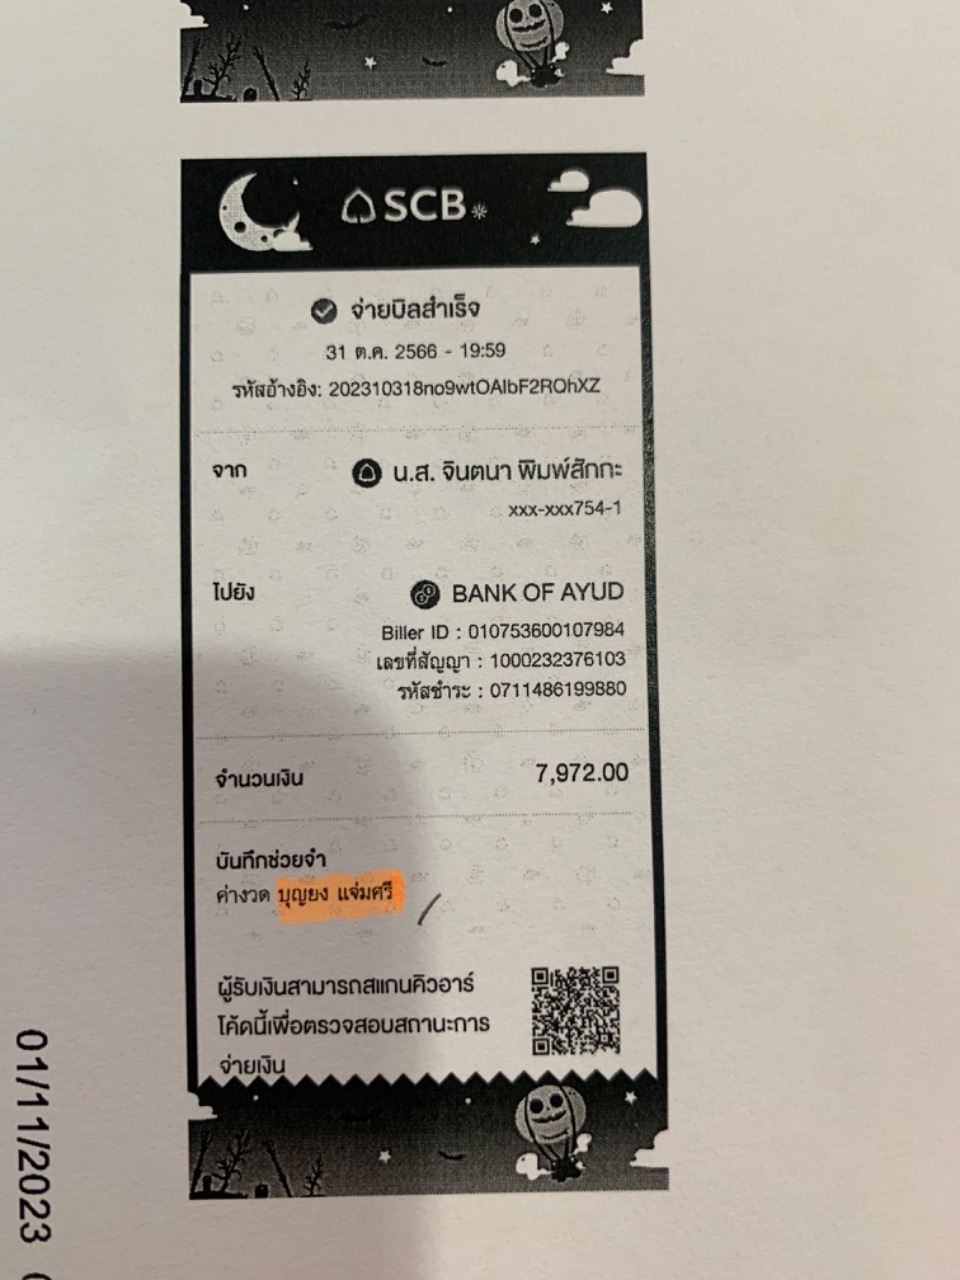 SCB
จ่ายบิลสำเร็จ
31 ต.ค. 2566 - 19:59
รหัสอ้างอิง: 202310318no9wtOAlbF2ROhXZ
จาก น.ส. จินตนา พิมพ์สักกะ
xxx-xxx754-1
ไปยัง BANK OF AYUD
Biller ID : 010753600107984
เลขที่สัญญา : 1000232376103
รหัสชำระ : 0711486199880
จำนวนเงิน 7,972.00
บันทึกช่วยจำ
ค่างวด บุญยง แจ่มศรี
ผู้รับเงินสามารถสแกนคิวอาร์
โค้ดนี้เพื่อตรวจสอบสถานะการ
จ่ายเงิน
01/11/2023